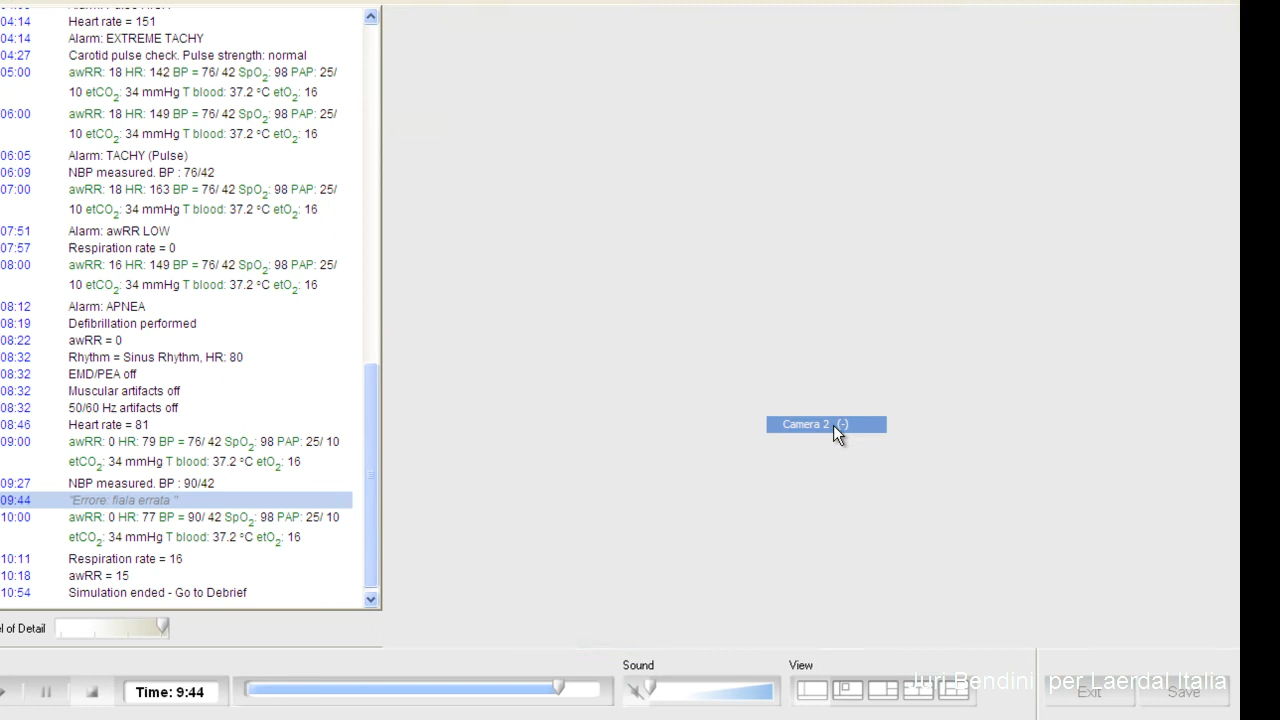 04:14 Heart rate = 151
04:14 Alarm: EXTREME TACHY
04:27 Carotid pulse check. Pulse strength: normal
05:00 awRR: 18 HR: 142 BP = 76/ 42 SpO2: 98 PAP: 25/
10 etCO2: 34 mmHg T blood: 37.2 °C etO2: 16
06:00 awRR: 18 HR: 149 BP = 76/ 42 SpO2: 98 PAP: 25/
10 etCO2: 34 mmHg T blood: 37.2 °C etO2: 16
06:05 Alarm: TACHY (Pulse)
06:09 NBP measured. BP : 76/42
07:00 awRR: 18 HR: 163 BP = 76/ 42 SpO2: 98 PAP: 25/
10 etCO2: 34 mmHg T blood: 37.2 °C etO2: 16
07:51 Alarm: awRR LOW
07:57 Respiration rate = 0
08:00 awRR: 16 HR: 149 BP = 76/ 42 SpO2: 98 PAP: 25/
10 etCO2: 34 mmHg T blood: 37.2 °C etO2: 16
08:12 Alarm: APNEA
08:19 Defibrillation performed
08:22 awRR = 0
08:32 Rhythm = Sinus Rhythm, HR: 80
08:32 EMD/PEA off
08:32 Muscular artifacts off
08:32 50/60 Hz artifacts off
08:46 Heart rate = 81
09:00 awRR: 0 HR: 79 BP = 76/ 42 SpO2: 98 PAP: 25/ 10
etCO2: 34 mmHg T blood: 37.2 °C etO2: 16
09:27 NBP measured. BP : 90/42
09:44 "Errore: fiala errata "
10:00 awRR: 0 HR: 77 BP = 90/ 42 SpO2: 98 PAP: 25/ 10
etCO2: 34 mmHg T blood: 37.2 °C etO2: 16
10:11 Respiration rate = 16
10:18 awRR = 15
10:54 Simulation ended - Go to Debrief
Camera 2 (-)
of Detail
Time: 9:44
Sound
View
Exit
Save
Juri Bendini per Laerdal Italia